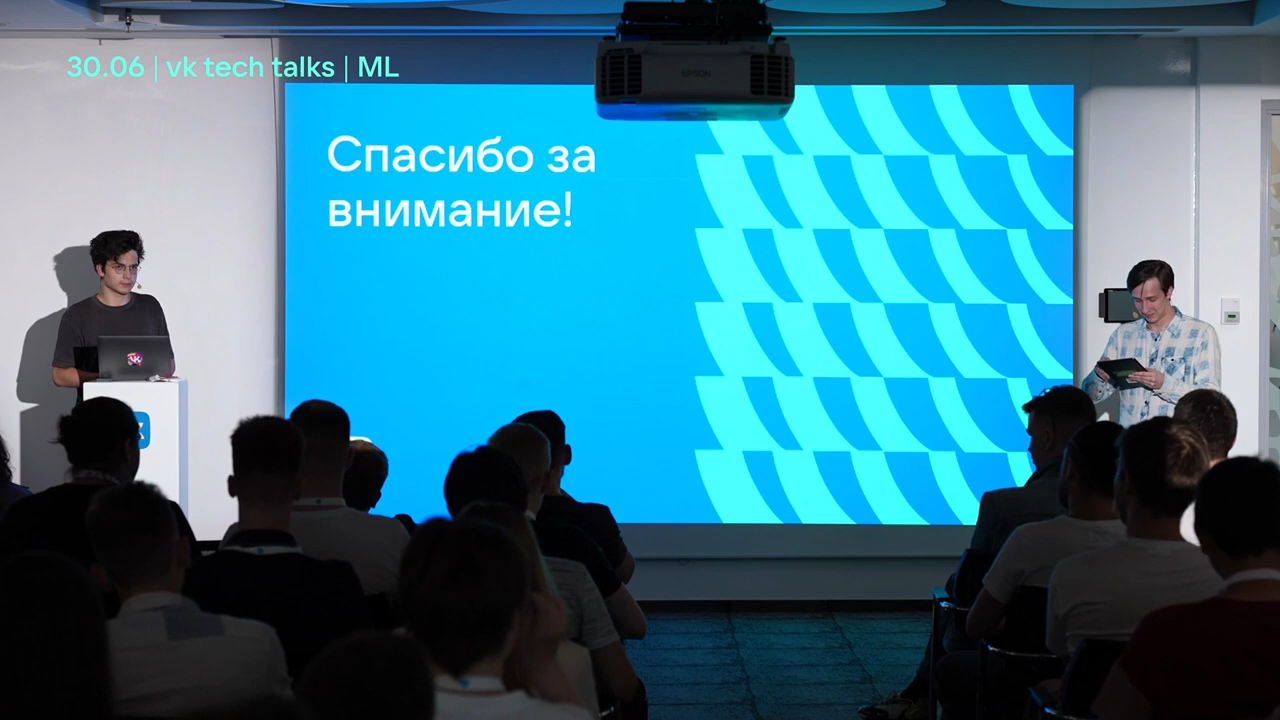 30.06 | vk tech talks | ML
EPSON
Спасибо за
внимание!